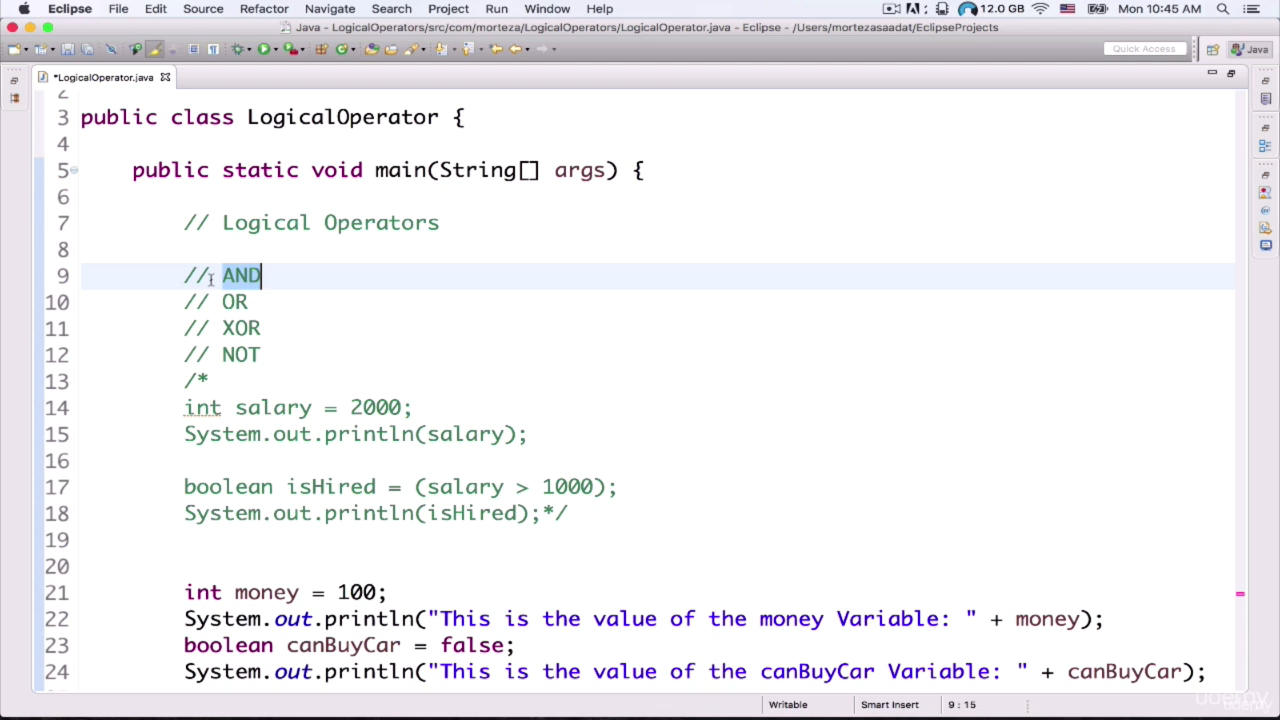 Eclipse File Edit Source Refactor Navigate Search Project Run Window Help 12.0 GB Mon 10:45 AM
Java - LogicalOperators/src/com/morteza/LogicalOperators/LogicalOperator.java - Eclipse - /Users/mortezasaadat/EclipseProjects
Quick Access Java
*LogicalOperator.java
2
3 public class LogicalOperator {
4
5 public static void main(String[] args) {
6
7 // Logical Operators
8
9 // AND
10 // OR
11 // XOR
12 // NOT
13 /*
14 int salary = 2000;
15 System.out.println(salary);
16
17 boolean isHired = (salary > 1000);
18 System.out.println(isHired);*/
19
20
21 int money = 100;
22 System.out.println("This is the value of the money Variable: " + money);
23 boolean canBuyCar = false;
24 System.out.println("This is the value of the canBuyCar Variable: " + canBuyCar);
Writable Smart Insert 9 : 15
udemy